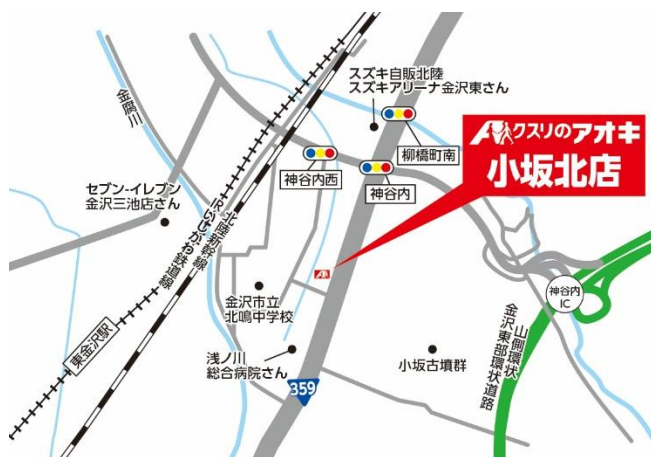 スズキ自販北陸
スズキアリーナ金沢東さん
金腐川
柳橋町南
クスリのアオキ
小坂北店
神谷内西
神谷内
セブン-イレブン
金沢三池店さん
北陸新幹線
IRいしかわ鉄道線
神谷内
IC
金沢市立
北鳴中学校
東金沢駅
山側環状
金沢東部環状道路
浅ノ川
総合病院さん
小坂古墳群
359